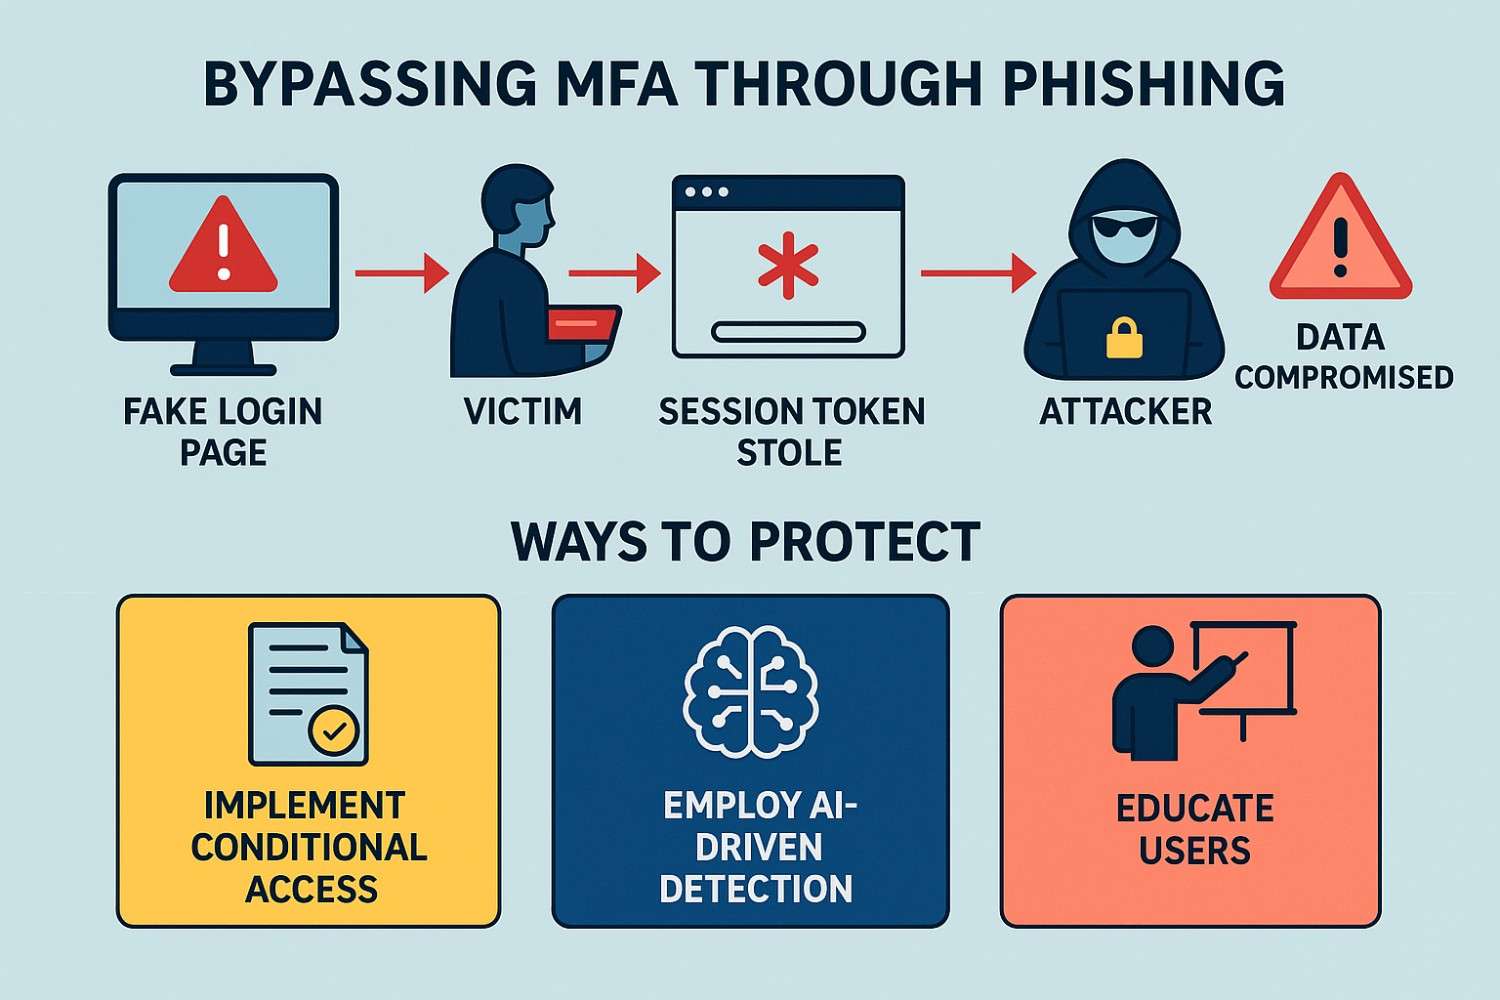 BYPASSING MFA THROUGH PHISHING
FAKE LOGIN
PAGE
VICTIM
SESSION TOKEN
STOLE
ATTACKER
DATA
COMPROMISED
WAYS TO PROTECT
IMPLEMENT
CONDITIONAL
ACCESS
EMPLOY AI-
DRIVEN
DETECTION
EDUCATE
USERS